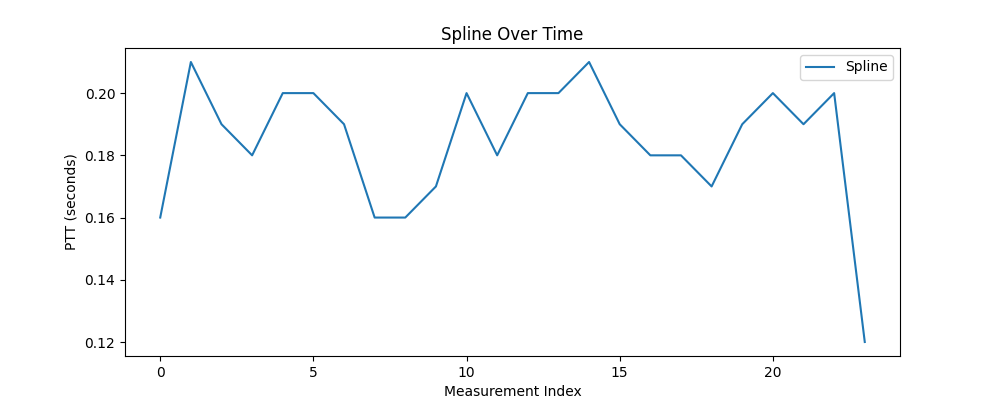 Spline Over Time
Spline
PTT (seconds)
0.20
0.18
0.16
0.14
0.12
0 5 10 15 20
Measurement Index